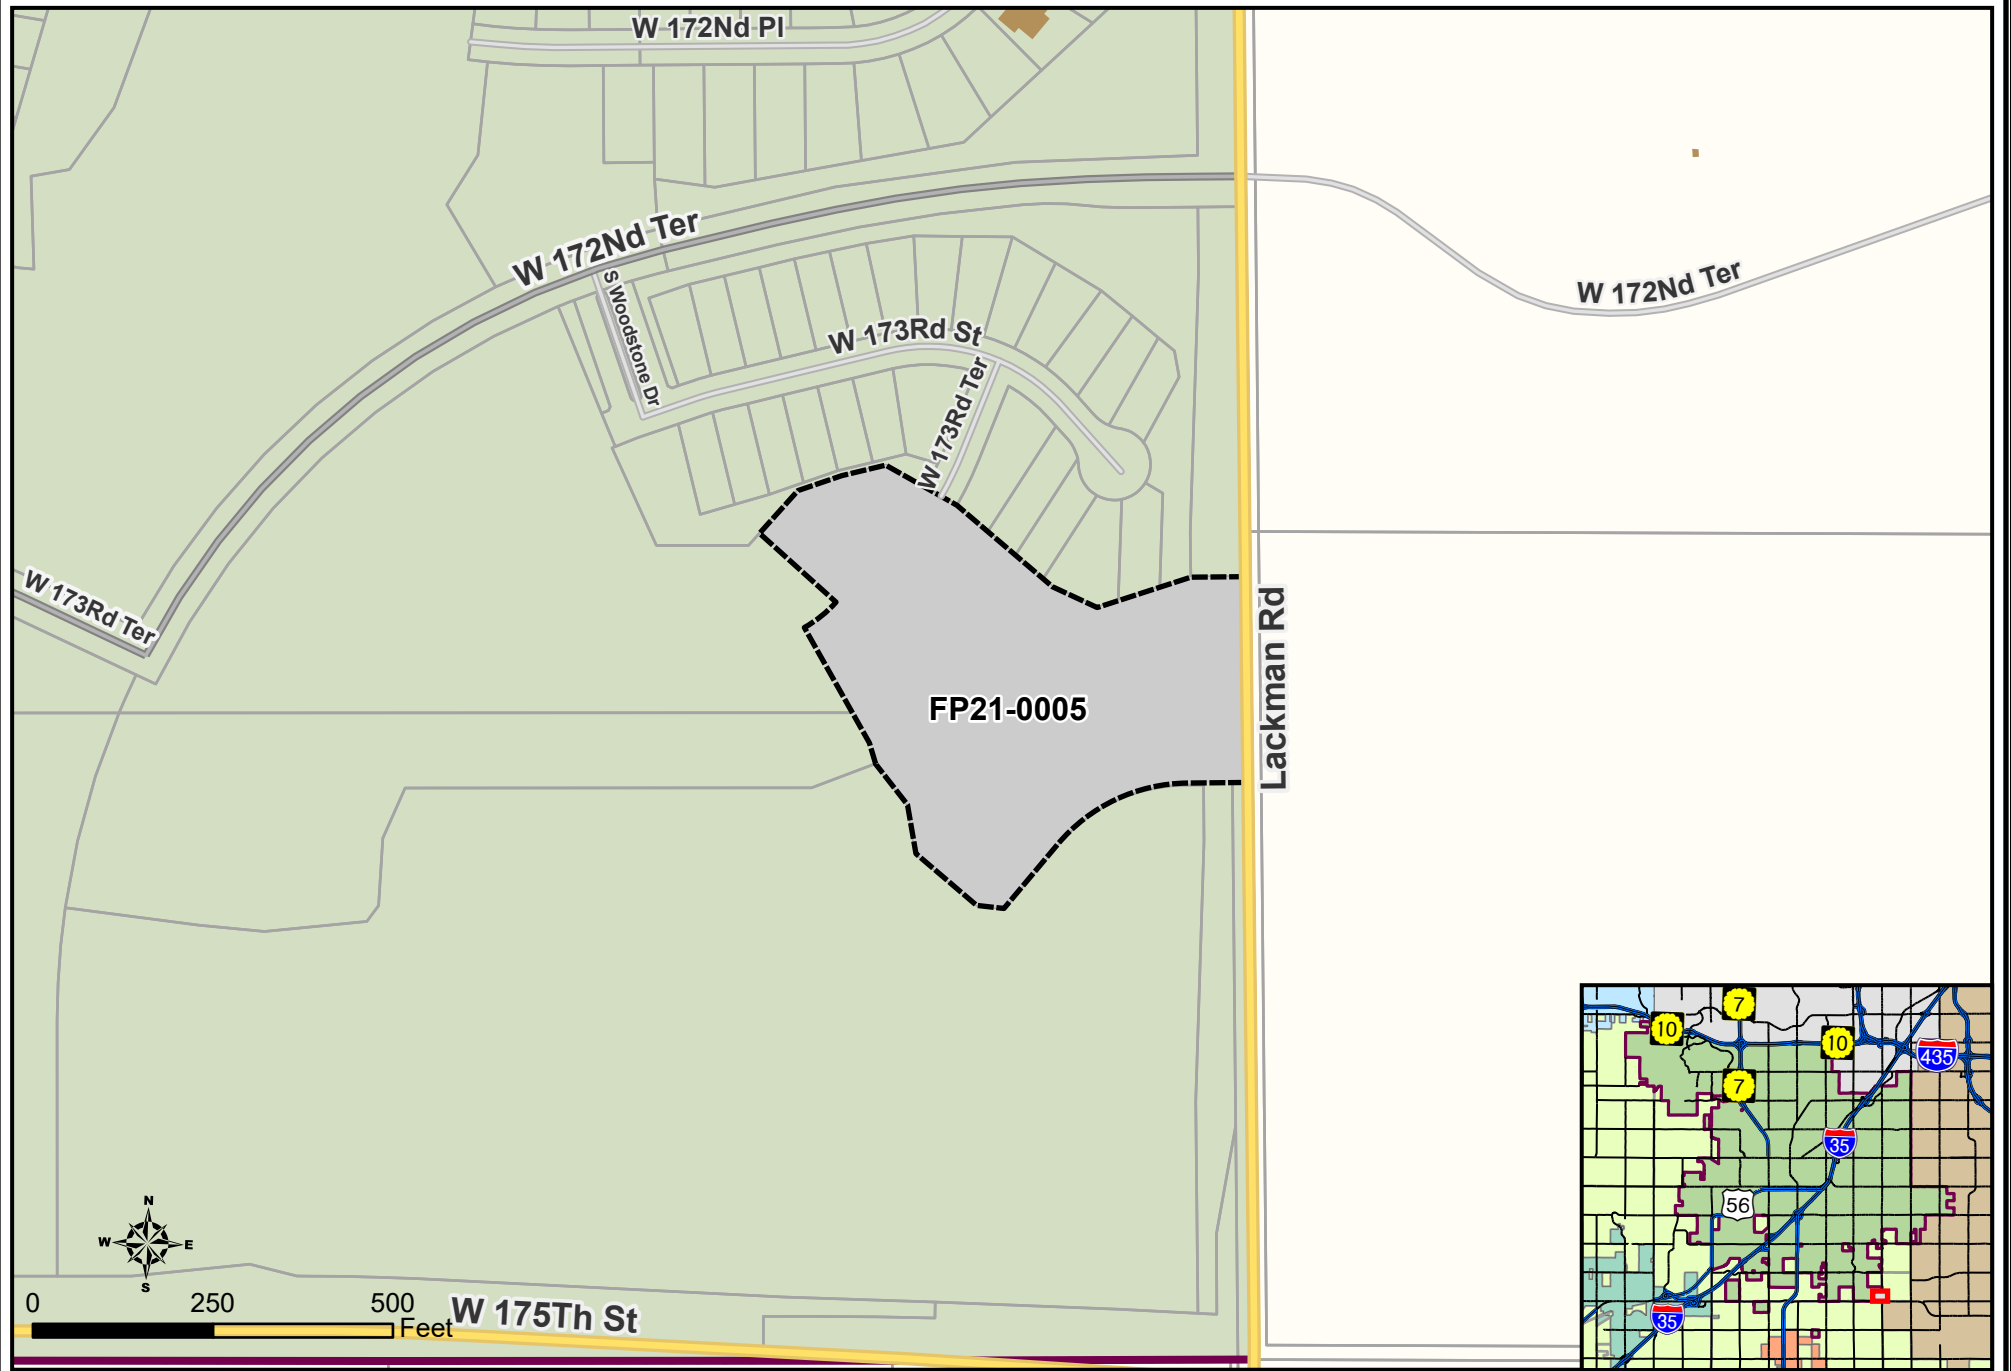 W 172Nd Pl
W 172Nd Ter
W 172Nd Ter
S Woodstone Dr
W 173Rd St
W 173Rd Ter
W 173Rd Ter
Lackman Rd
FP21-0005
7
10
10
435
7
35
56
35
N
W E
S
0 250 500
Feet
W 175Th St